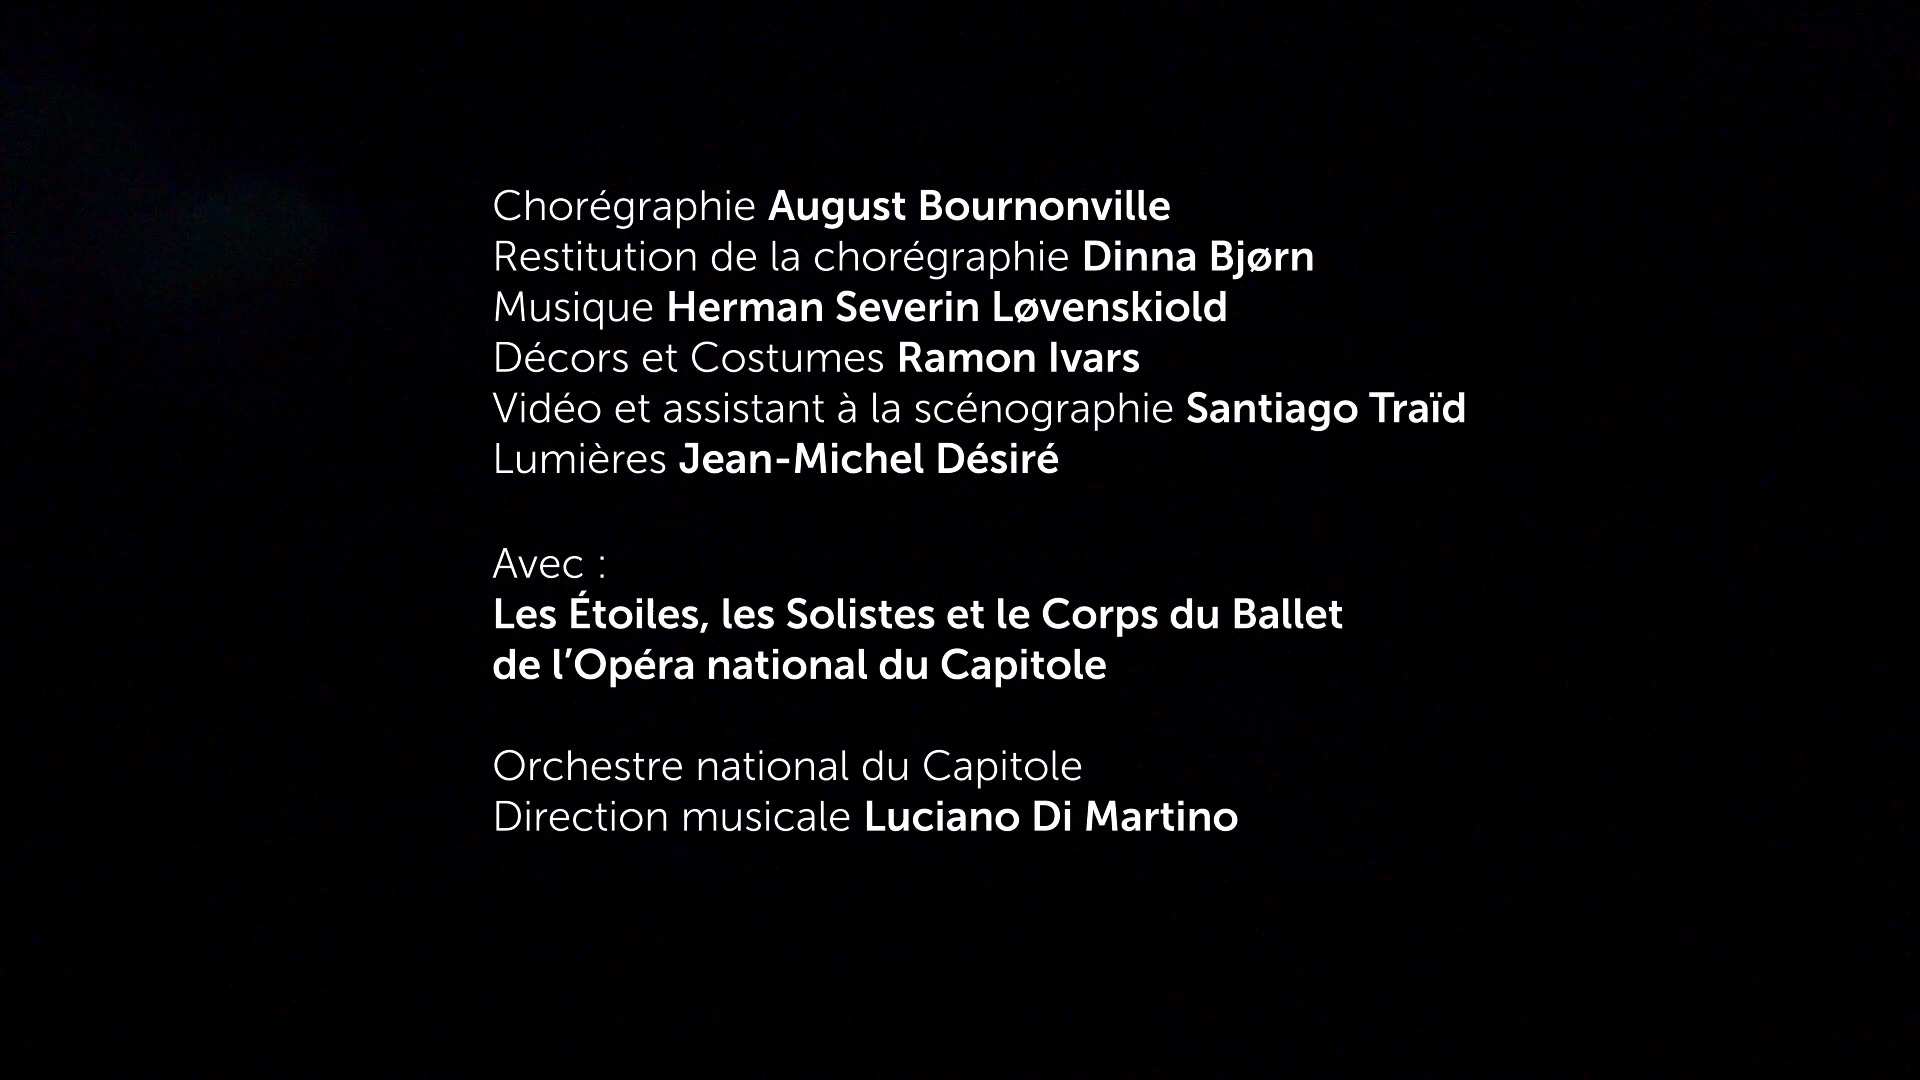 Chorégraphie August Bournonville
Restitution de la chorégraphie Dinna Bjørn
Musique Herman Severin Løvenskiold
Décors et Costumes Ramon Ivars
Vidéo et assistant à la scénographie Santiago Traïd
Lumières Jean-Michel Désiré
Avec :
Les Étoiles, les Solistes et le Corps du Ballet
de l’Opéra national du Capitole
Orchestre national du Capitole
Direction musicale Luciano Di Martino